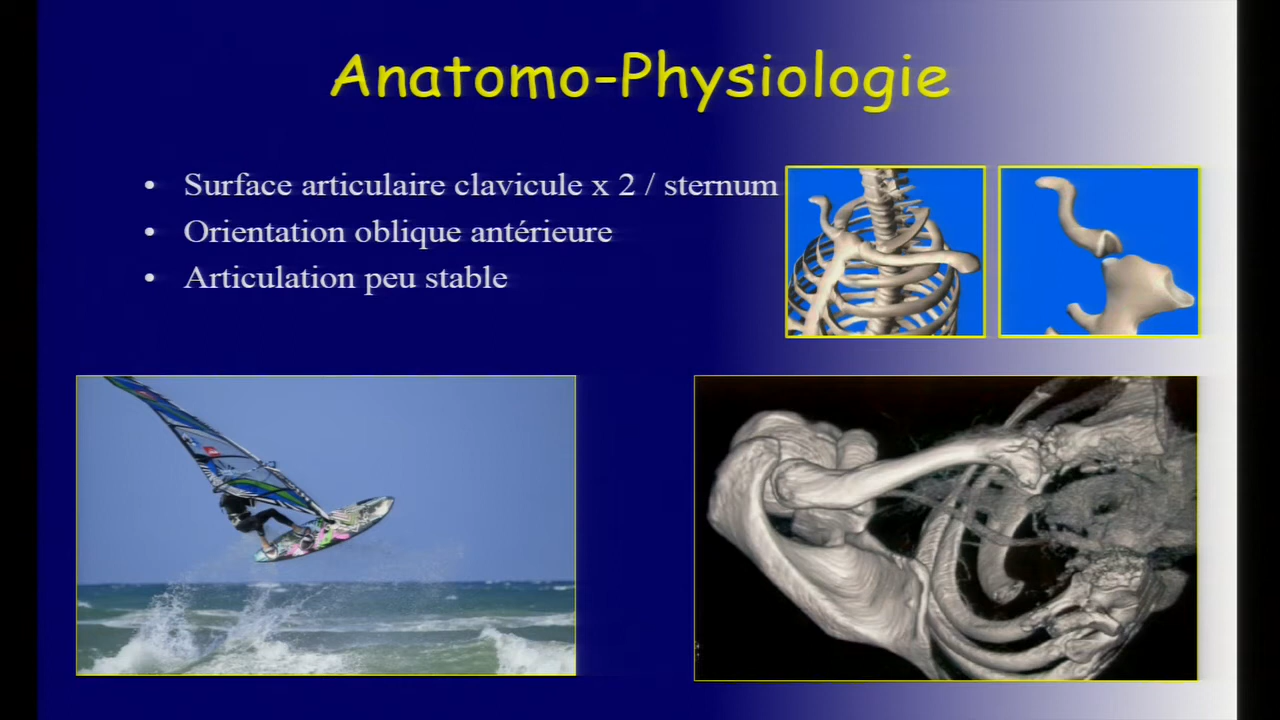 Anatomo-Physiologie
• Surface articulaire clavicule x 2 / sternum
• Orientation oblique antérieure
• Articulation peu stable